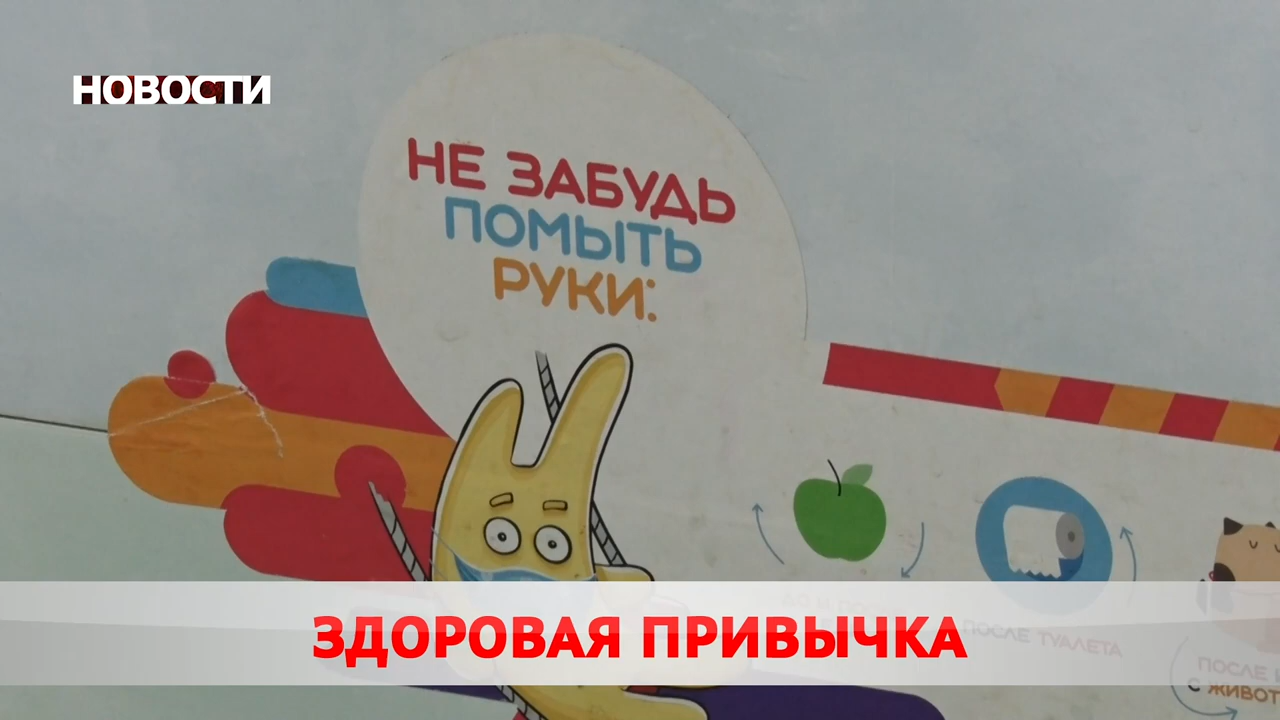 НОВОСТИ
НЕ ЗАБУДЬ
ПОМЫТЬ
РУКИ:
ПОСЛЕ ТУАЛЕТА
ПОСЛЕ
С ЖИВОТ
ЗДОРОВАЯ ПРИВЫЧКА